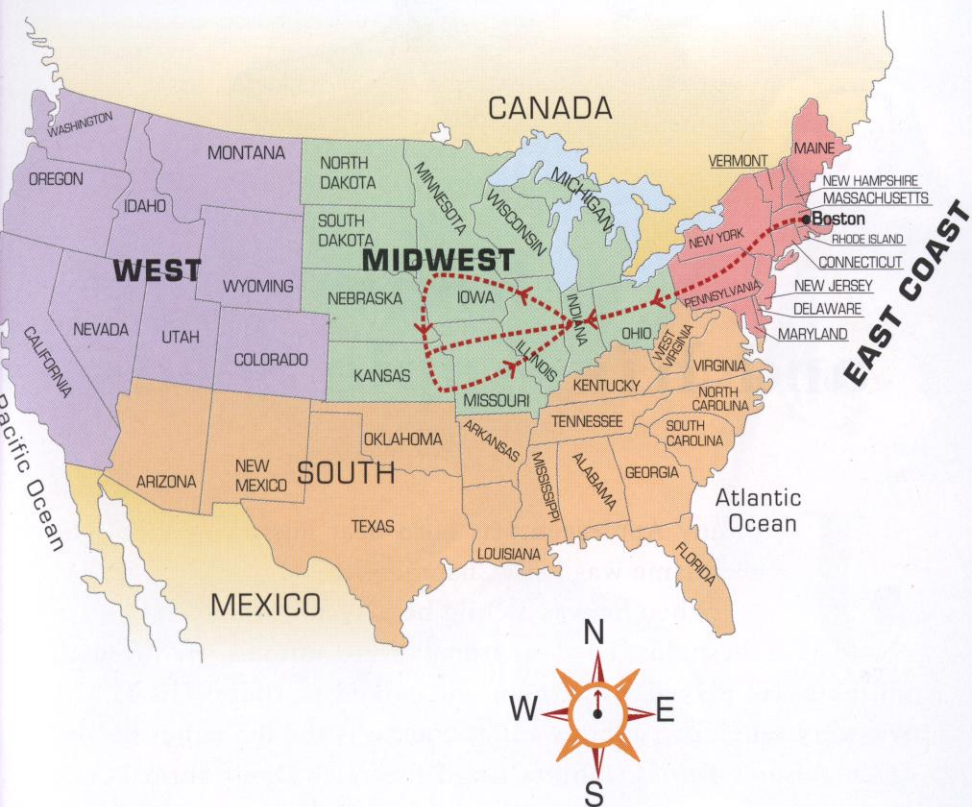 CANADA
WASHINGTON
MONTANA
NORTH
DAKOTA
MINNESOTA
WISCONSIN
MICHIGAN
VERMONT
MAINE
NEW HAMPSHIRE
MASSACHUSETTS
Boston
RHODE ISLAND
CONNECTICUT
NEW JERSEY
DELAWARE
MARYLAND
EAST COAST
OREGON
IDAHO
SOUTH
DAKOTA
WEST
MIDWEST
NEW YORK
PENNSYLVANIA
WYOMING
NEBRASKA
IOWA
INDIANA
OHIO
ILLINOIS
WEST
VIRGINIA
VIRGINIA
CALIFORNIA
NEVADA
UTAH
COLORADO
KANSAS
MISSOURI
KENTUCKY
NORTH
CAROLINA
TENNESSEE
SOUTH
CAROLINA
Pacific Ocean
ARIZONA
NEW
MEXICO
SOUTH
OKLAHOMA
ARKANSAS
MISSISSIPPI
ALABAMA
GEORGIA
Atlantic
Ocean
TEXAS
LOUISIANA
FLORIDA
MEXICO
N
W
E
S